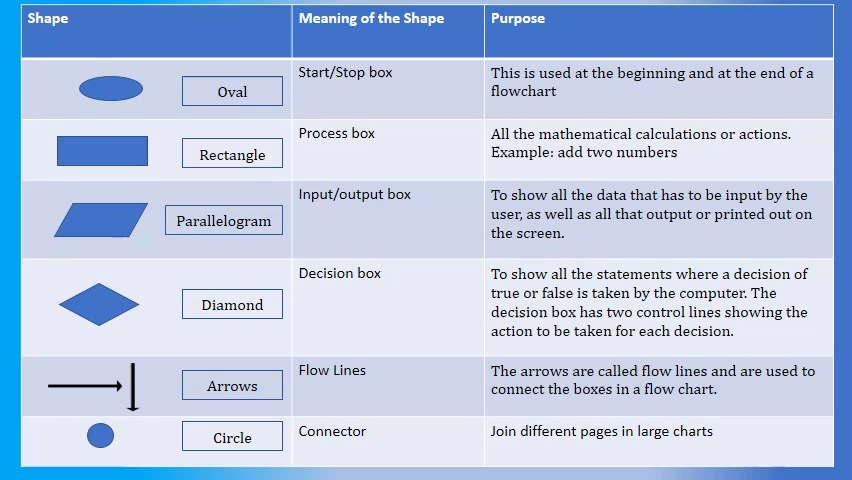 Shape Meaning of the Shape Purpose
Oval
Start/Stop box
This is used at the beginning and at the end of a
flowchart
Rectangle
Process box
All the mathematical calculations or actions.
Example: add two numbers
Parallelogram
Input/output box
To show all the data that has to be input by the
user, as well as all that output or printed out on
the screen.
Diamond
Decision box
To show all the statements where a decision of
true or false is taken by the computer. The
decision box has two control lines showing the
action to be taken for each decision.
Arrows
Flow Lines
The arrows are called flow lines and are used to
connect the boxes in a flow chart.
Circle
Connector
Join different pages in large charts